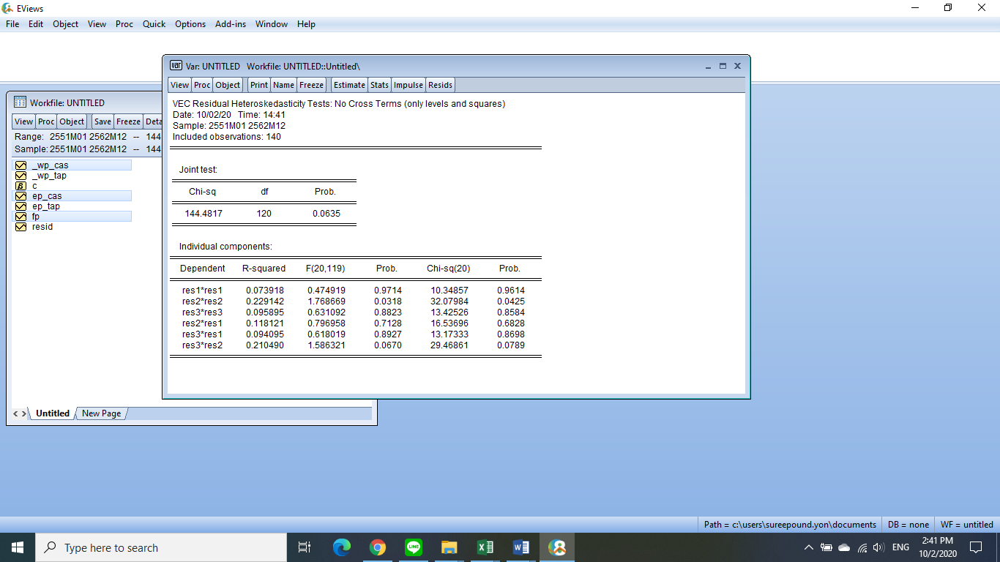 EViews
File Edit Object View Proc Quick Options Add-ins Window Help
Workfile: UNTITLED
View Proc Object Save Freeze Deta
Range: 2551M01 2562M12 -- 144
Sample: 2551M01 2562M12 -- 144
_wp_cas
_wp_tap
c
ep_cas
ep_tap
fp
resid
Untitled New Page
var Var: UNTITLED Workfile: UNTITLED::Untitled\
View Proc Object Print Name Freeze Estimate Stats Impulse Resids
VEC Residual Heteroskedasticity Tests: No Cross Terms (only levels and squares)
Date: 10/02/20 Time: 14:41
Sample: 2551M01 2562M12
Included observations: 140
Joint test:
Chi-sq df Prob.
144.4817 120 0.0635
Individual components:
Dependent R-squared F(20,119) Prob. Chi-sq(20) Prob.
res1*res1 0.073918 0.474919 0.9714 10.34857 0.9614
res2*res2 0.229142 1.768669 0.0318 32.07984 0.0425
res3*res3 0.095895 0.631092 0.8823 13.42526 0.8584
res2*res1 0.118121 0.796958 0.7128 16.53696 0.6828
res3*res1 0.094095 0.618019 0.8927 13.17333 0.8698
res3*res2 0.210490 1.586321 0.0670 29.46861 0.0789
Path = c:\users\sureepound.yon\documents DB = none WF = untitled
Type here to search
LINE
ENG
2:41 PM
10/2/2020